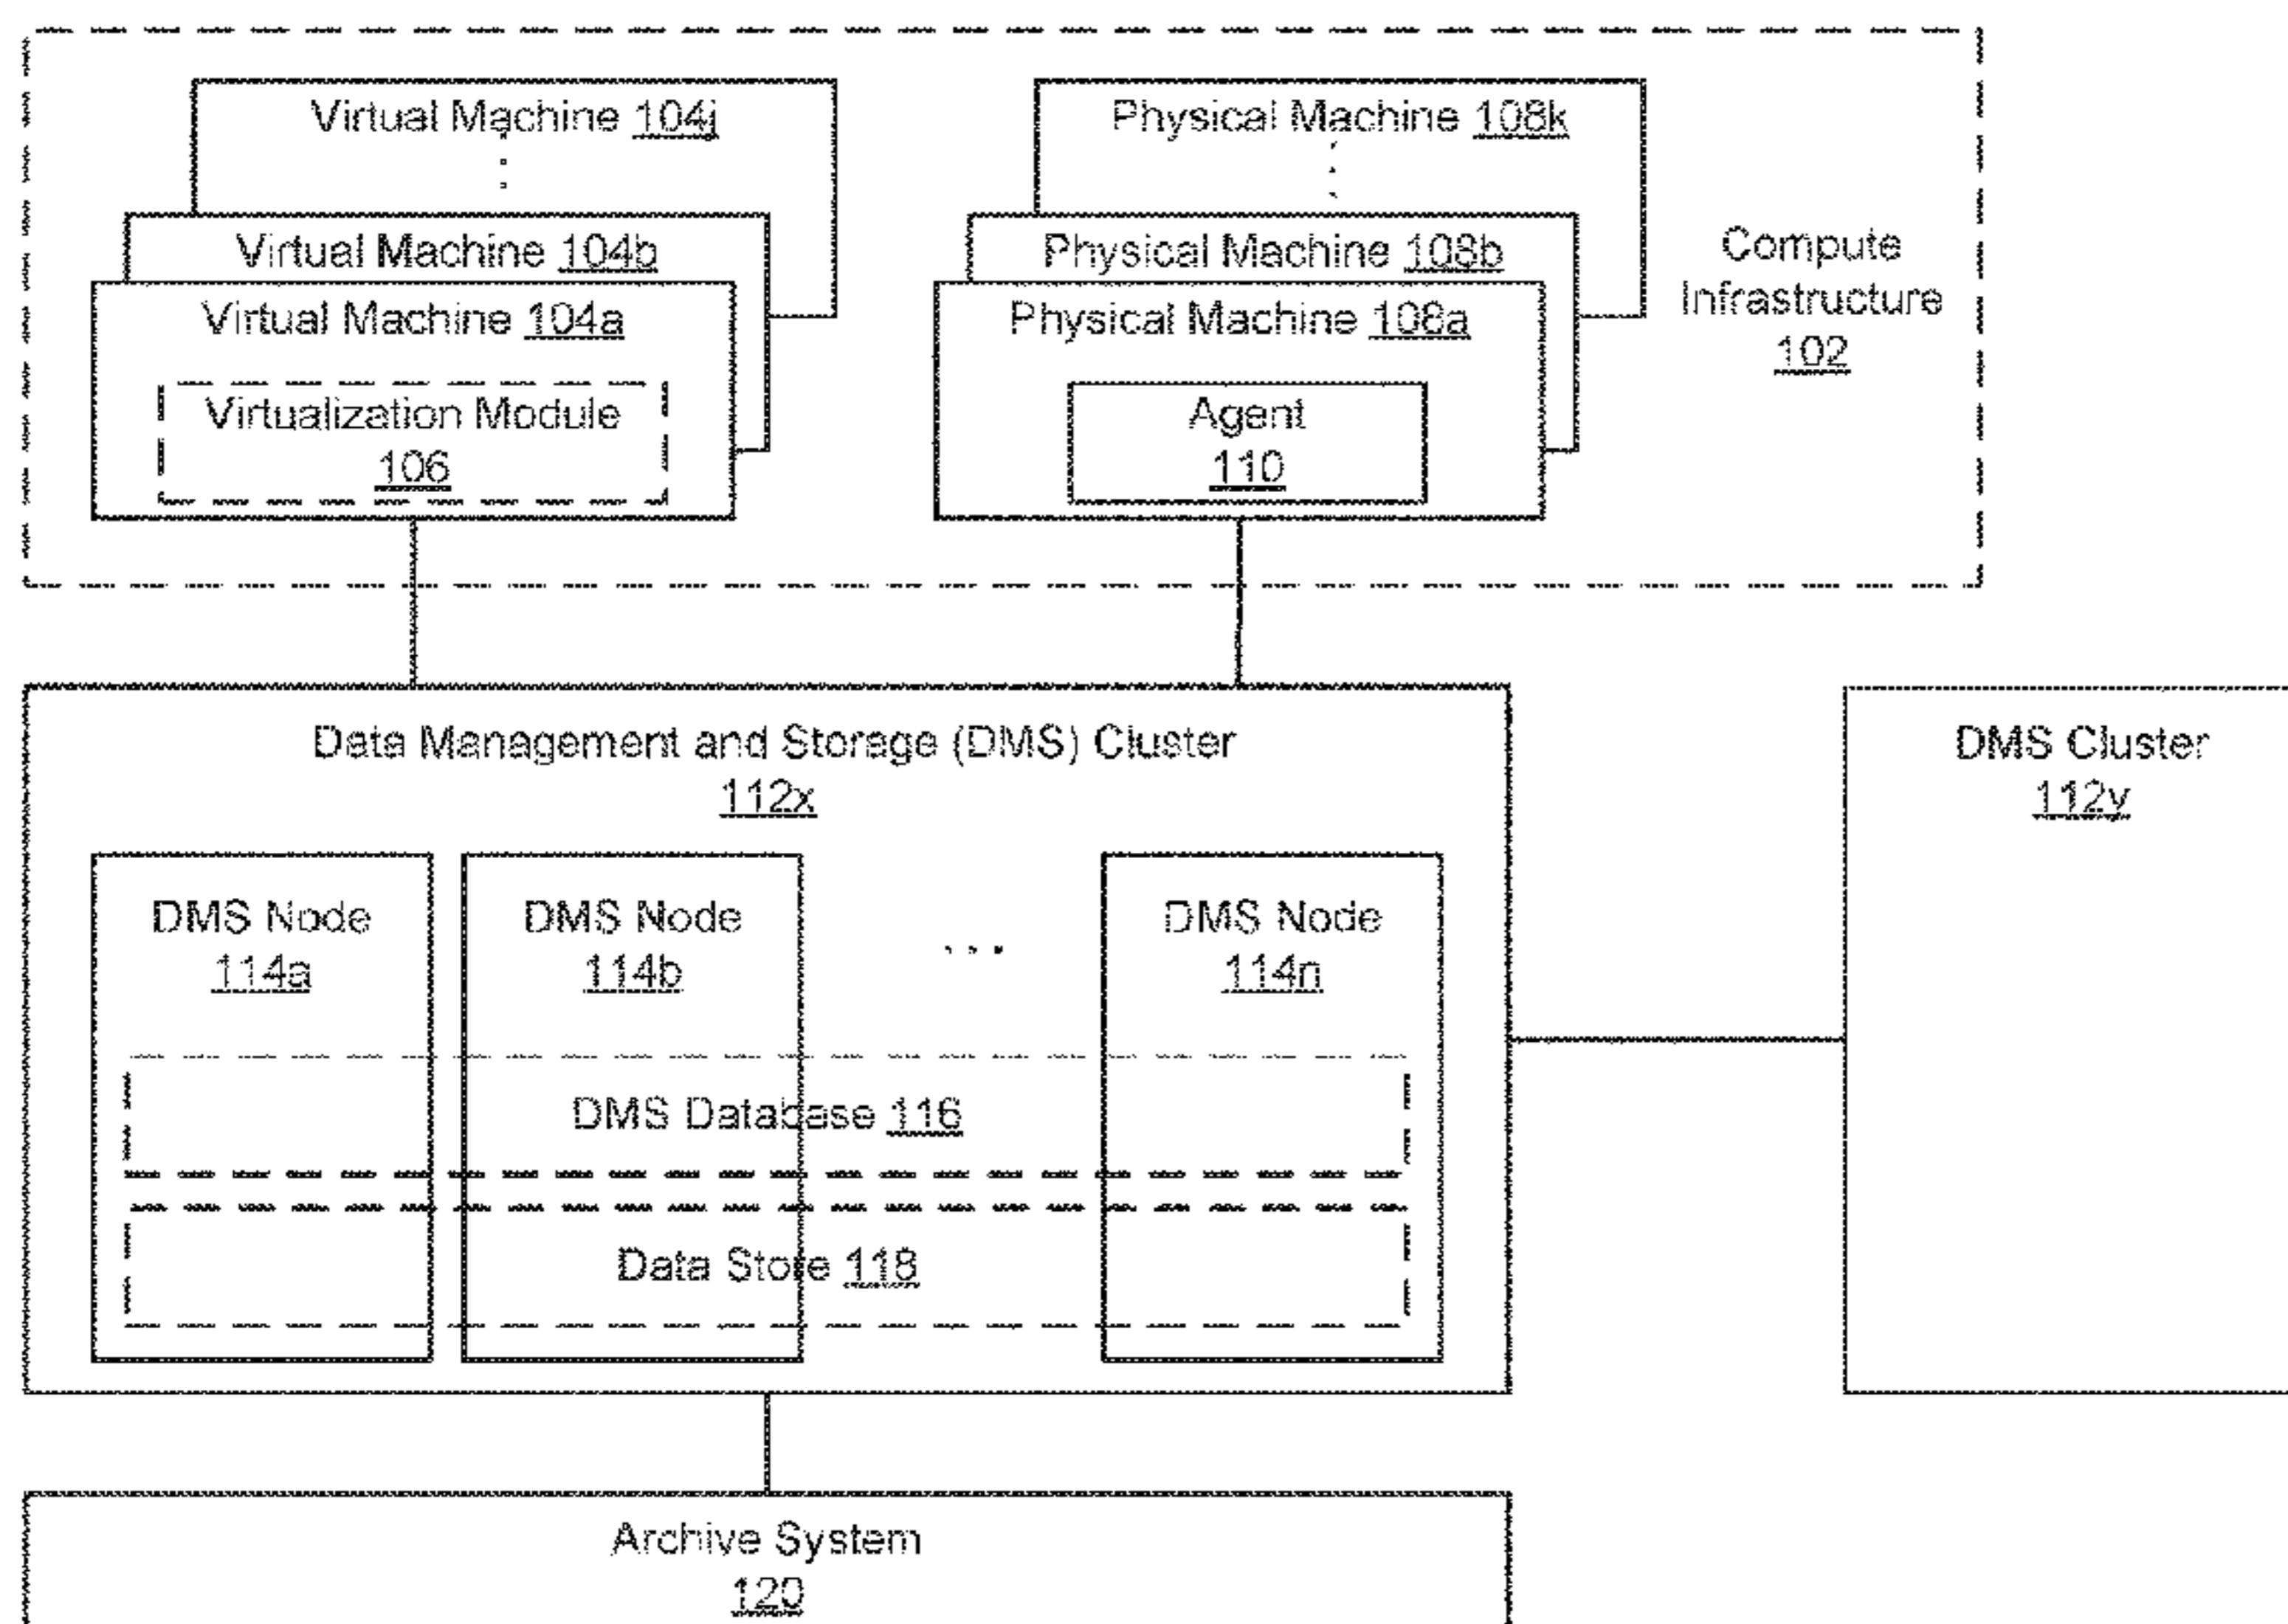 Virtual Machine 104j
Virtual Machine 104b
Virtual Machine 104a
Virtualization Module
106
Physical Machine 108k
Physical Machine 108b
Physical Machine 108a
Agent
110
Compute
Infrastructure
102
Data Management and Storage (DMS) Cluster
112x
DMS Node
114a
DMS Node
114b
...
DMS Node
114n
DMS Database 116
Data Store 118
DMS Cluster
112y
Archive System
120